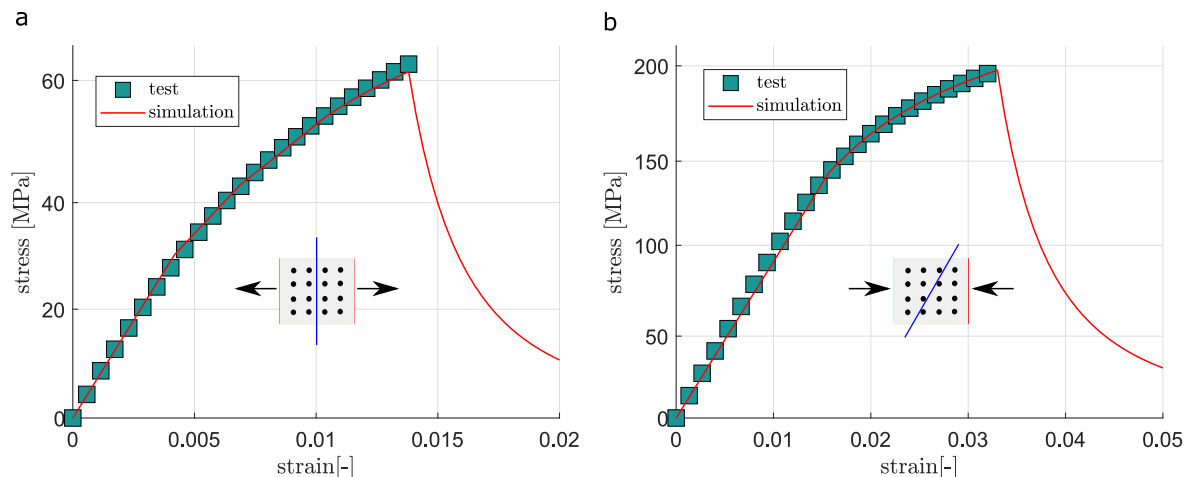 a
stress [MPa]
60
40
20
0
test
simulation
0
0.005
0.01
0.015
0.02
strain[-]
b
stress [MPa]
200
150
100
50
0
test
simulation
0
0.01
0.02
0.03
0.04
0.05
strain[-]